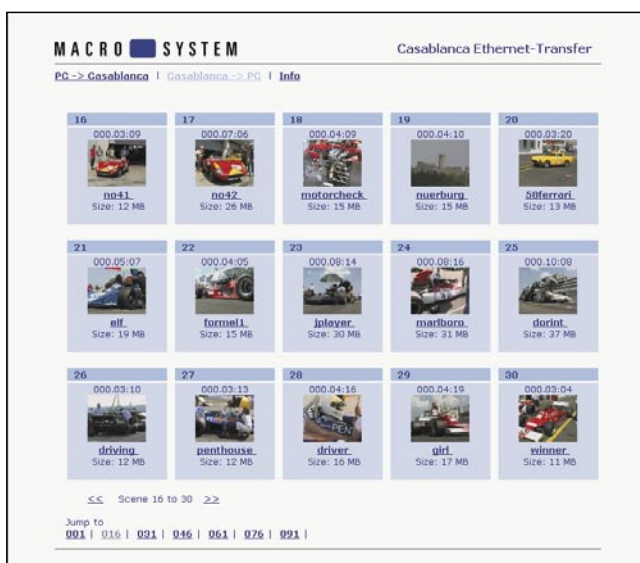 MACRO SYSTEM Casablanca Ethernet-Transfer
PC -> Casablanca | Casablanca -> PC | Info
16 17 18 19 20
000.03:09 000.07:06 000.04:09 000.04:10 000.03:20
no41 no42 motorcheck nuerburg 50ferrari
Size: 12 MB Size: 26 MB Size: 15 MB Size: 15 MB Size: 13 MB
21 22 23 24 25
000.05:07 000.04:05 000.08:14 000.08:16 000.10:08
elf formel1 jplayer marlboro dorint
Size: 19 MB Size: 15 MB Size: 30 MB Size: 31 MB Size: 37 MB
26 27 28 29 30
000.03:10 000.03:13 000.04:16 000.04:19 000.03:04
driving penthouse driver girl winner
Size: 12 MB Size: 12 MB Size: 16 MB Size: 17 MB Size: 11 MB
<< Scene 16 to 30 >>
Jump to
001 | 016 | 031 | 046 | 061 | 076 | 091 |